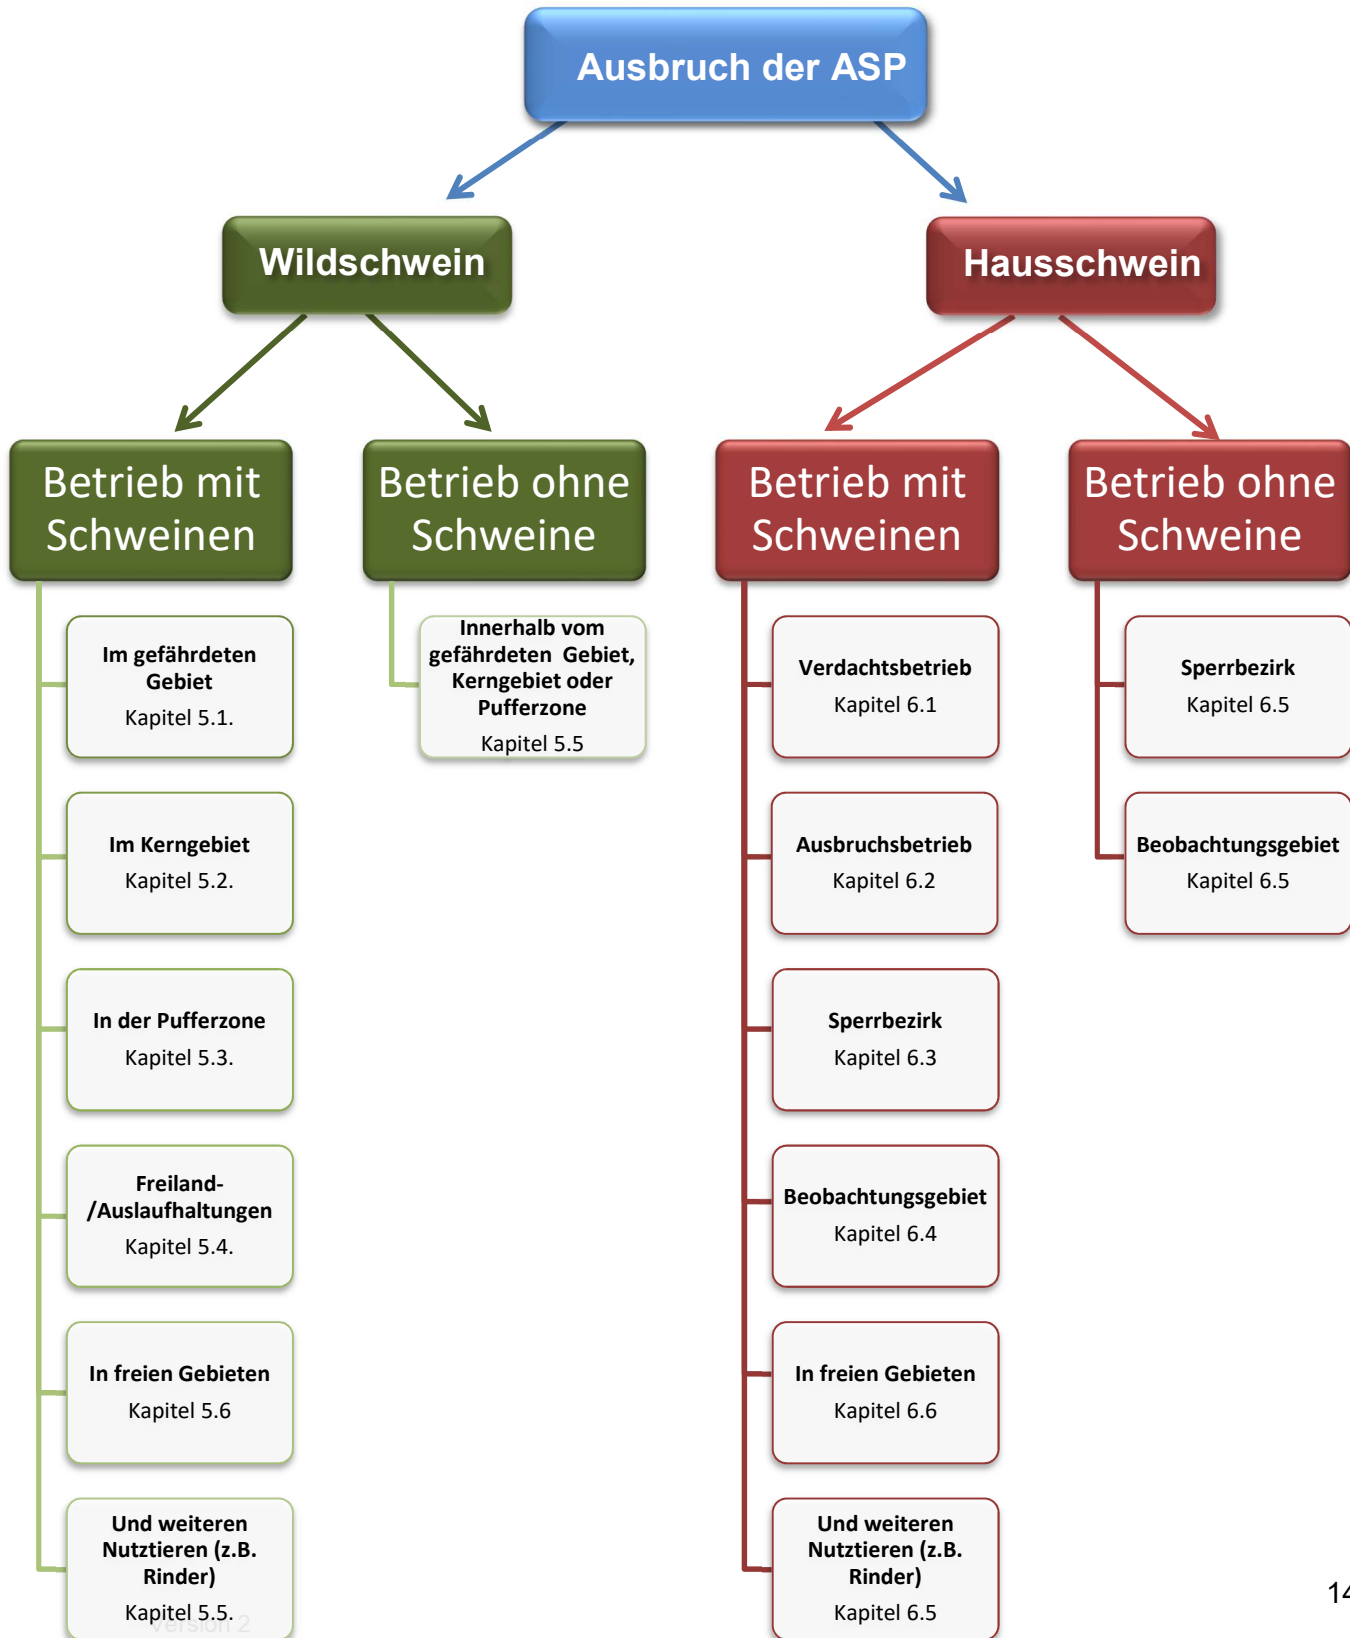 Ausbruch der ASP
Wildschwein
Hausschwein
Betrieb mit
Schweinen
Betrieb ohne
Schweine
Betrieb mit
Schweinen
Betrieb ohne
Schweine
Im gefährdeten
Gebiet
Kapitel 5.1.
Im Kerngebiet
Kapitel 5.2.
In der Pufferzone
Kapitel 5.3.
Freiland-
/Auslaufhaltungen
Kapitel 5.4.
In freien Gebieten
Kapitel 5.6
Und weiteren
Nutztieren (z.B.
Rinder)
Kapitel 5.5.
Innerhalb vom
gefährdeten Gebiet,
Kerngebiet oder
Pufferzone
Kapitel 5.5
Verdachtsbetrieb
Kapitel 6.1
Ausbruchsbetrieb
Kapitel 6.2
Sperrbezirk
Kapitel 6.3
Beobachtungsgebiet
Kapitel 6.4
In freien Gebieten
Kapitel 6.6
Und weiteren
Nutztieren (z.B.
Rinder)
Kapitel 6.5
Sperrbezirk
Kapitel 6.5
Beobachtungsgebiet
Kapitel 6.5
Version 2
14